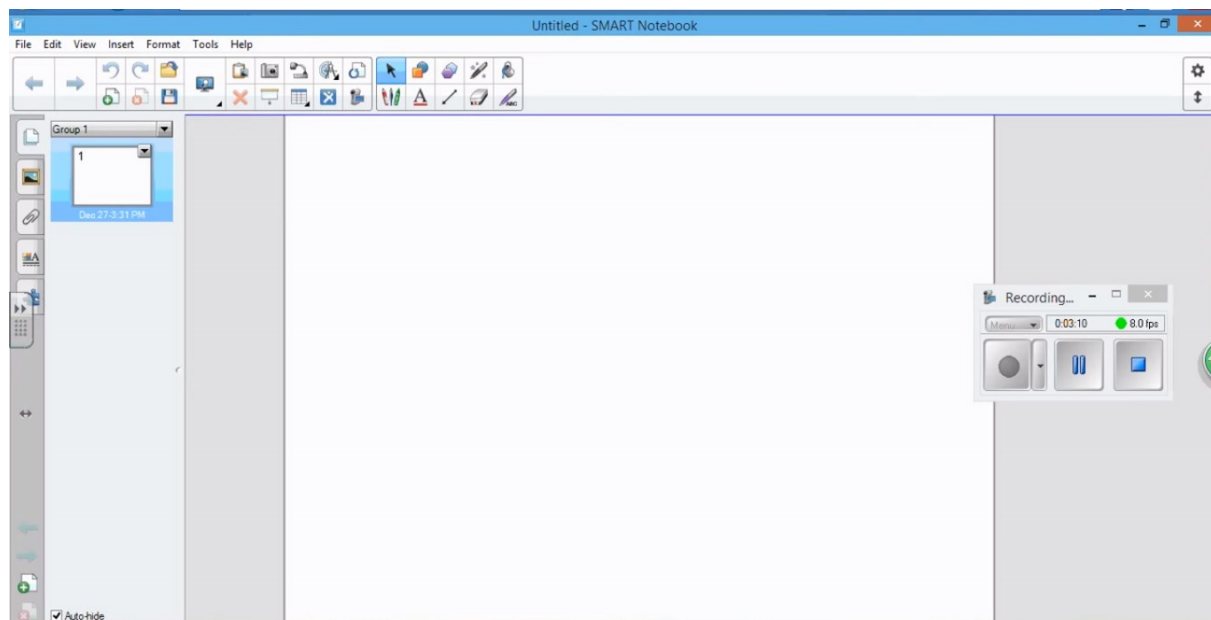 Untitled - SMART Notebook
File Edit View Insert Format Tools Help
Group 1
1
Dec 27-3:31 PM
Recording...
Menu 0:03:10 8.0 fps
Auto-hide